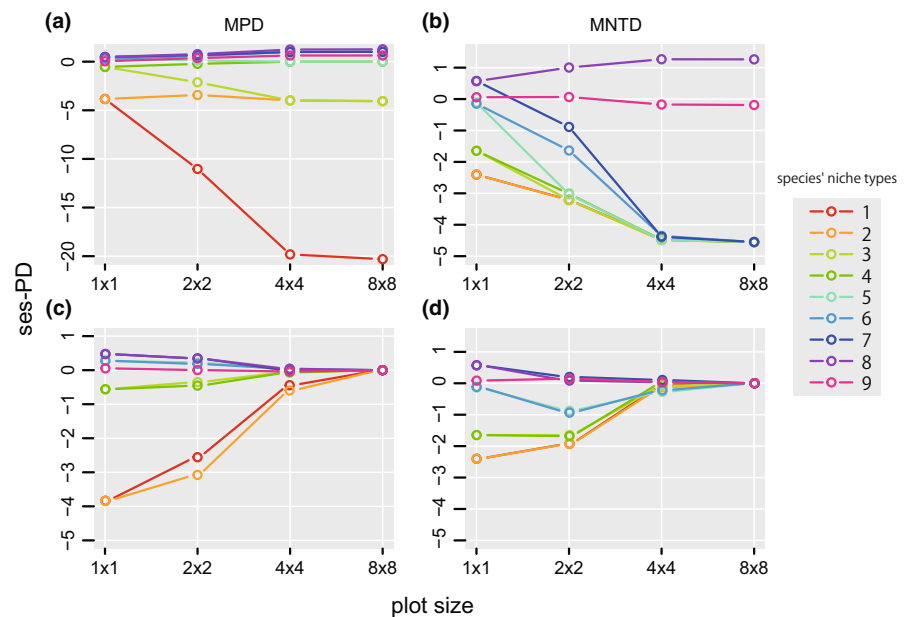 (a)
MPD
0
−5
−10
−15
−20
1x1
2x2
4x4
8x8
(b)
MNTD
1
0
−1
−2
−3
−4
−5
1x1
2x2
4x4
8x8
species' niche types
1
2
3
4
5
6
7
8
9
ses-PD
(c)
1
0
−1
−2
−3
−4
−5
1x1
2x2
4x4
8x8
(d)
1
0
−1
−2
−3
−4
−5
1x1
2x2
4x4
8x8
plot size